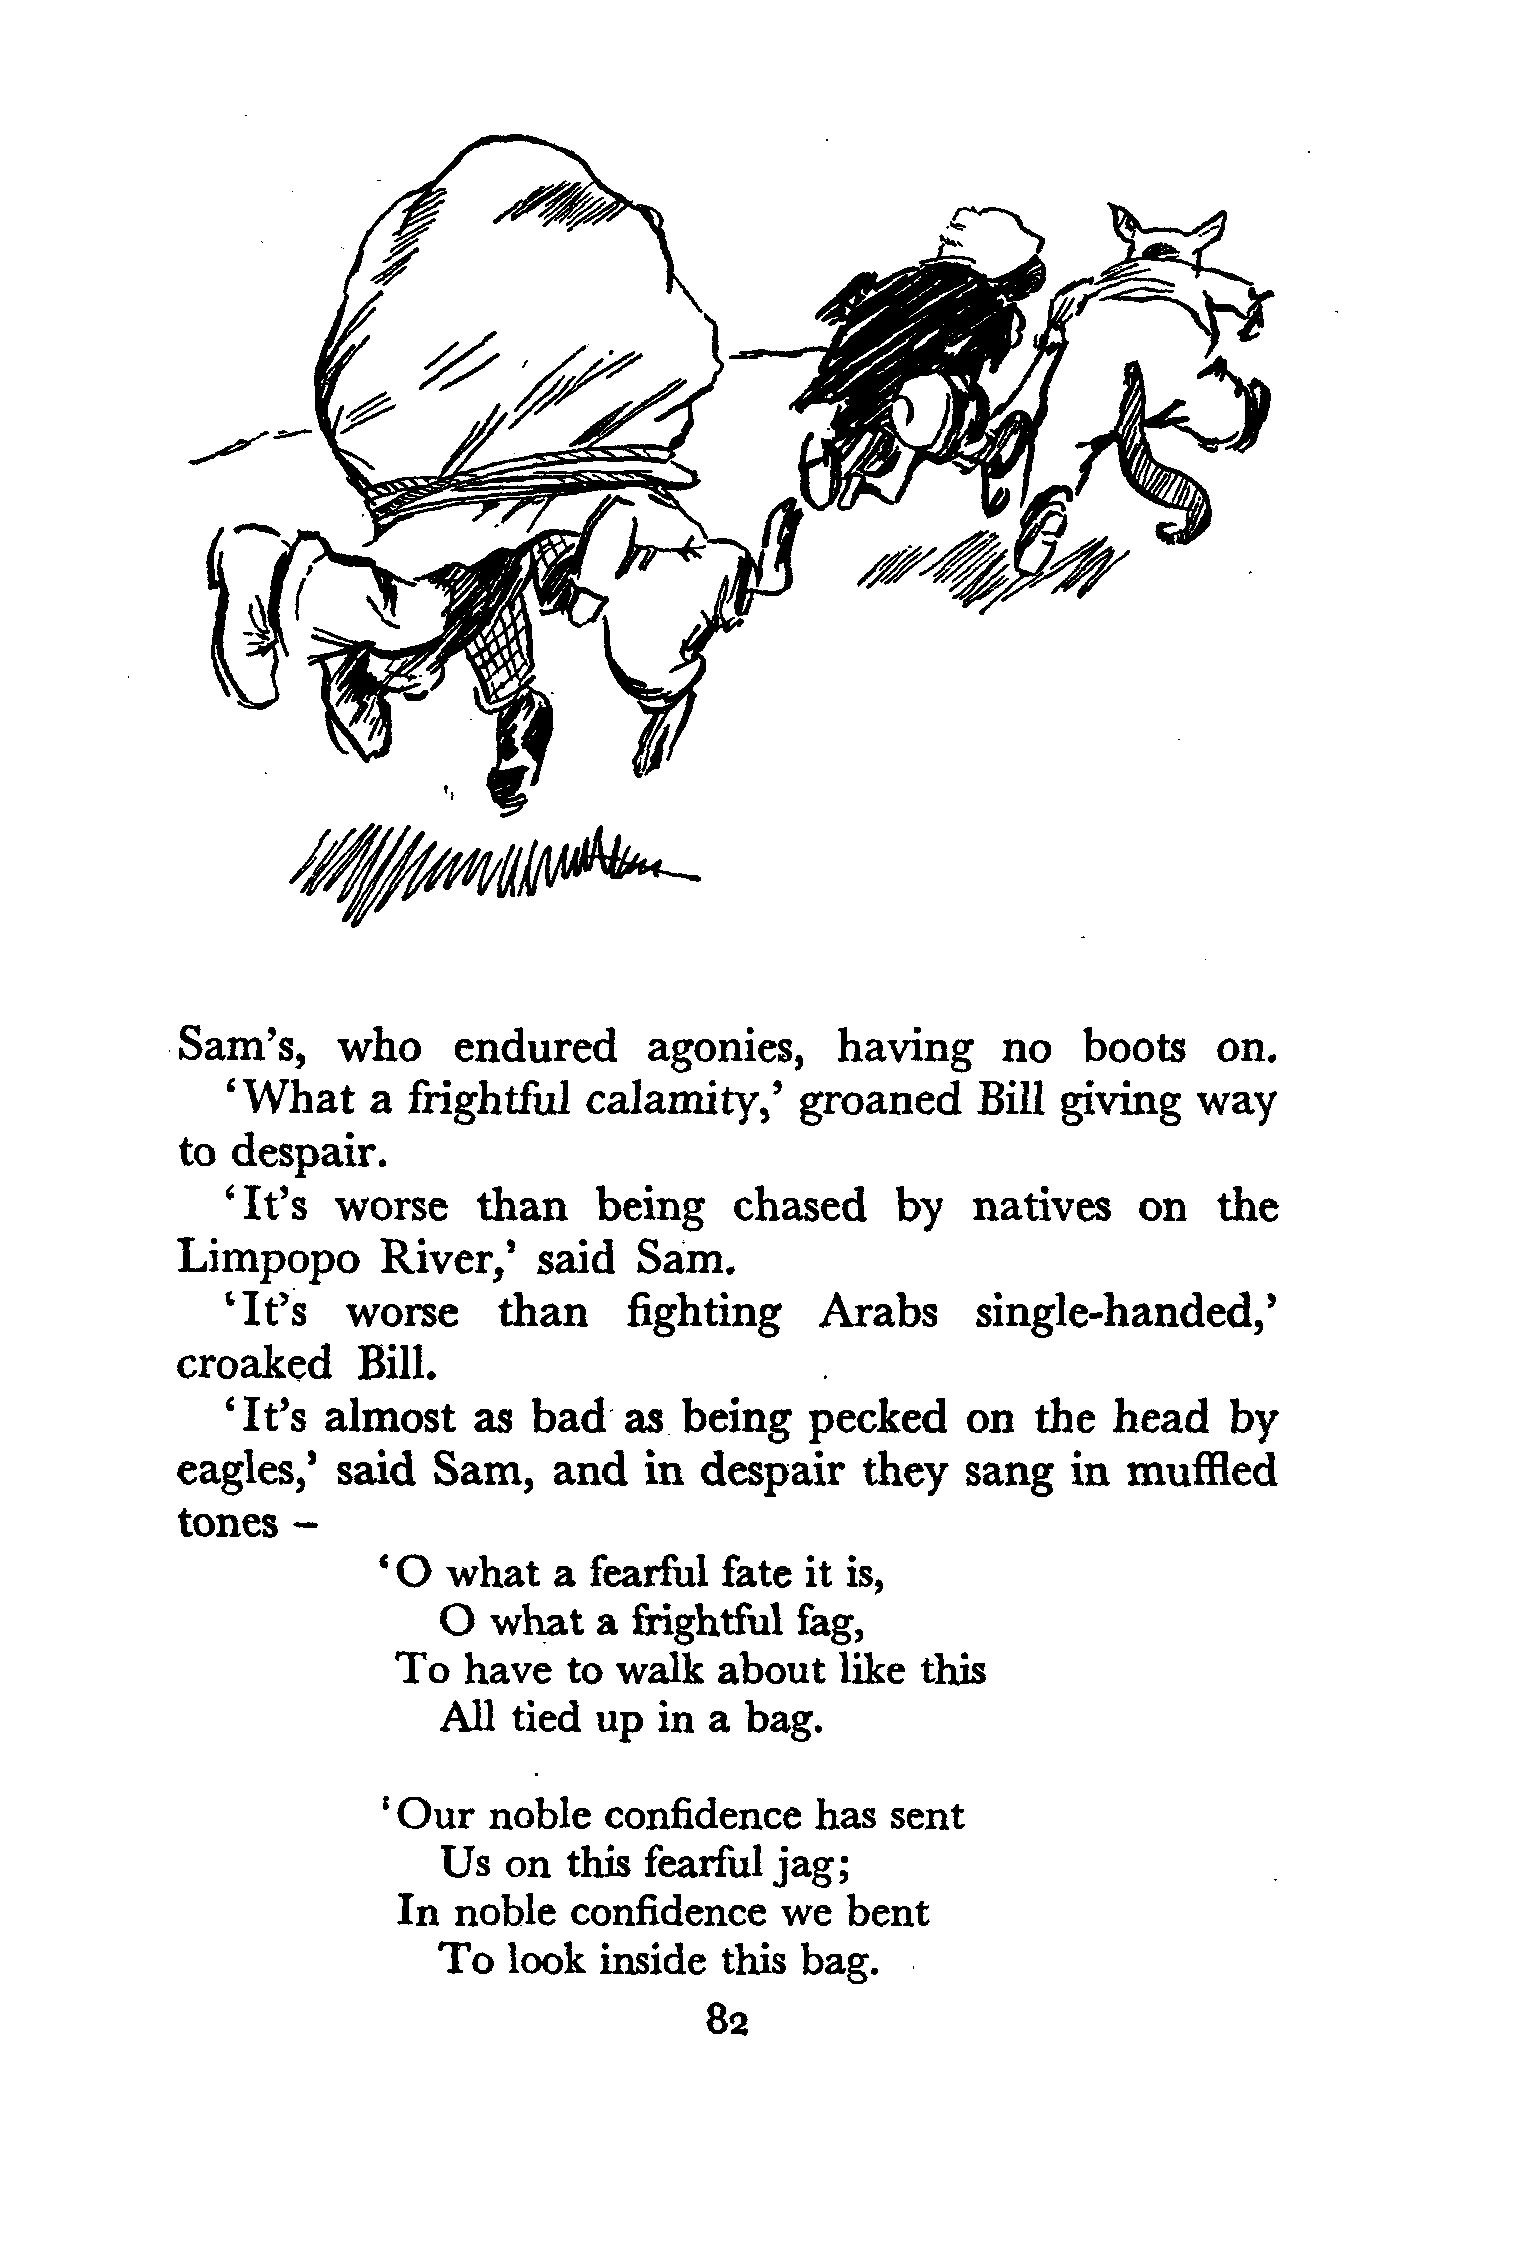 Sam's, who endured agonies, having no boots on.
‘What a frightful calamity,’ groaned Bill giving way
to despair.
‘It's worse than being chased by natives on the
Limpopo River,’ said Sam.
‘It's worse than fighting Arabs single-handed,’
croaked Bill.
‘It's almost as bad as being pecked on the head by
eagles,’ said Sam, and in despair they sang in muffled
tones –
‘O what a fearful fate it is,
O what a frightful fag,
To have to walk about like this
All tied up in a bag.
‘Our noble confidence has sent
Us on this fearful jag;
In noble confidence we bent
To look inside this bag.
82